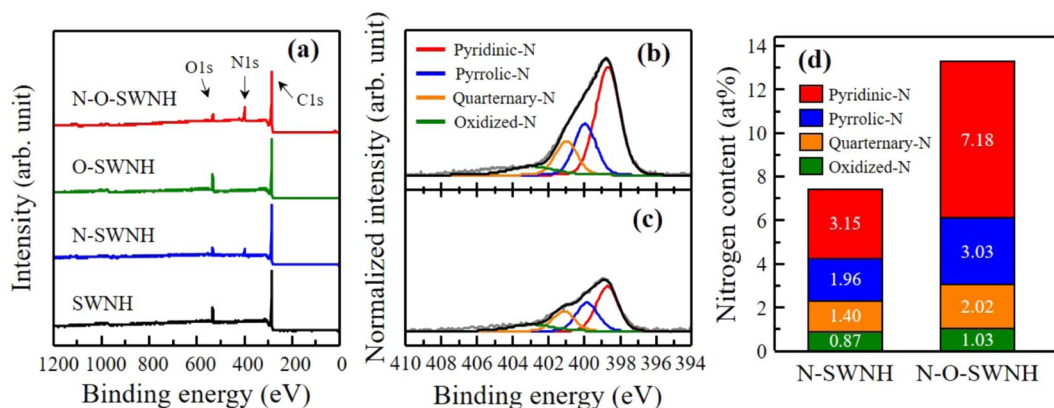 (a)
Intensity (arb. unit)
O1s
N1s
C1s
N-O-SWNH
O-SWNH
N-SWNH
SWNH
1200 1000 800 600 400 200 0
Binding energy (eV)
(b)
Normalized intensity (arb. unit)
Pyridinic-N
Pyrrolic-N
Quarternary-N
Oxidized-N
(c)
410 408 406 404 402 400 398 396 394
Binding energy (eV)
(d)
Nitrogen content (at%)
14
12
10
8
6
4
2
0
Pyridinic-N
Pyrrolic-N
Quarternary-N
Oxidized-N
3.15
1.96
1.40
0.87
7.18
3.03
2.02
1.03
N-SWNH N-O-SWNH